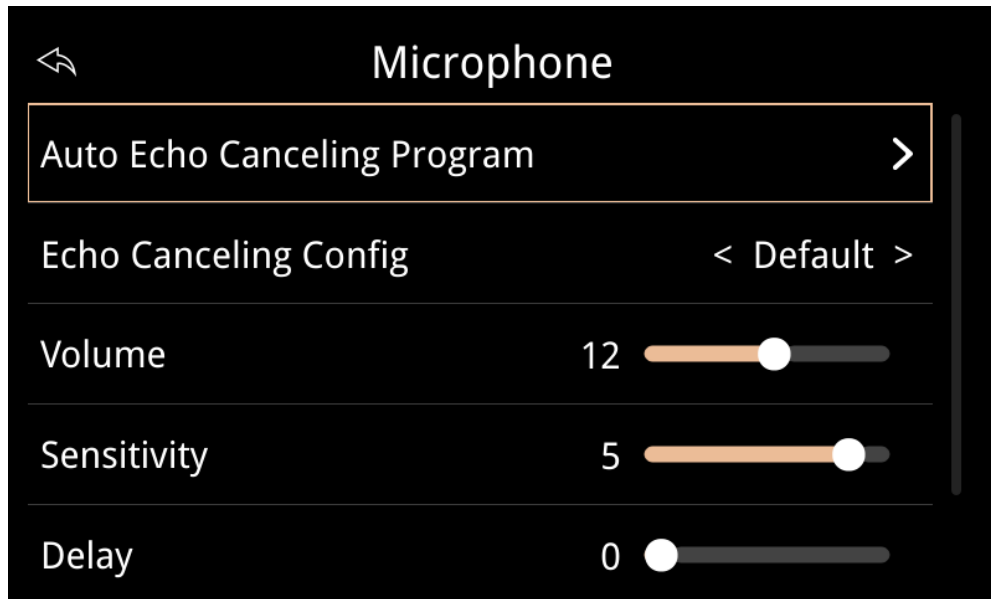 Microphone
Auto Echo Canceling Program >
Echo Canceling Config < Default >
Volume 12
Sensitivity 5
Delay 0